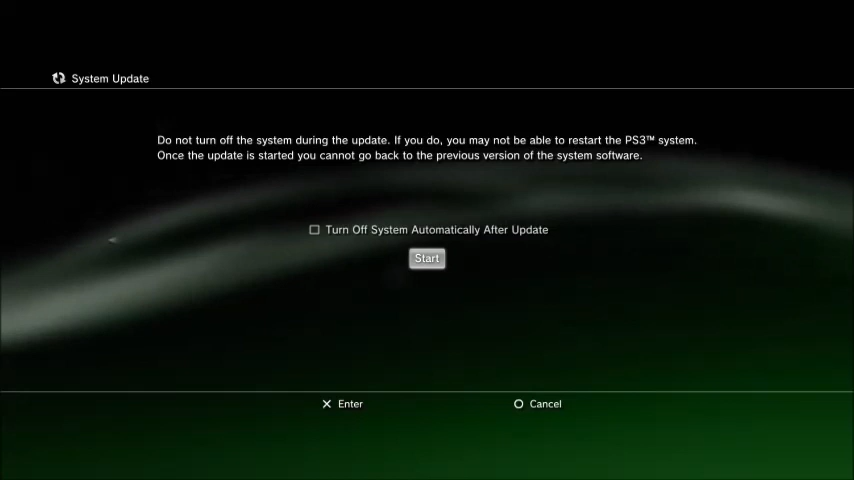 System Update
Do not turn off the system during the update. If you do, you may not be able to restart the PS3™ system.
Once the update is started you cannot go back to the previous version of the system software.
Turn Off System Automatically After Update
Start
Enter
Cancel